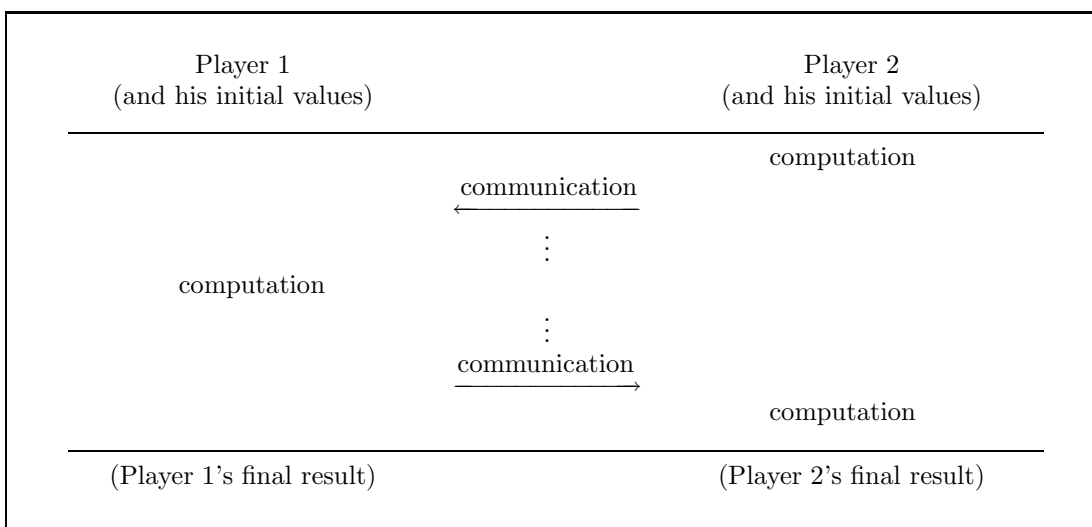 Player 1
(and his initial values)
Player 2
(and his initial values)
computation
communication
⋮
computation
⋮
communication
computation
(Player 1's final result)
(Player 2's final result)